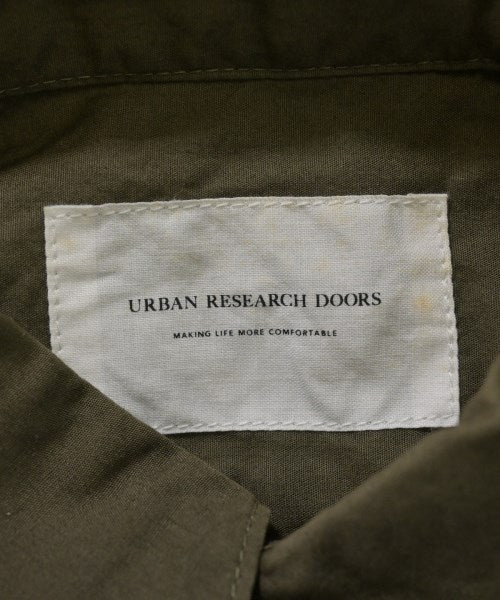 URBAN RESEARCH DOORS
MAKING LIFE MORE COMFORTABLE